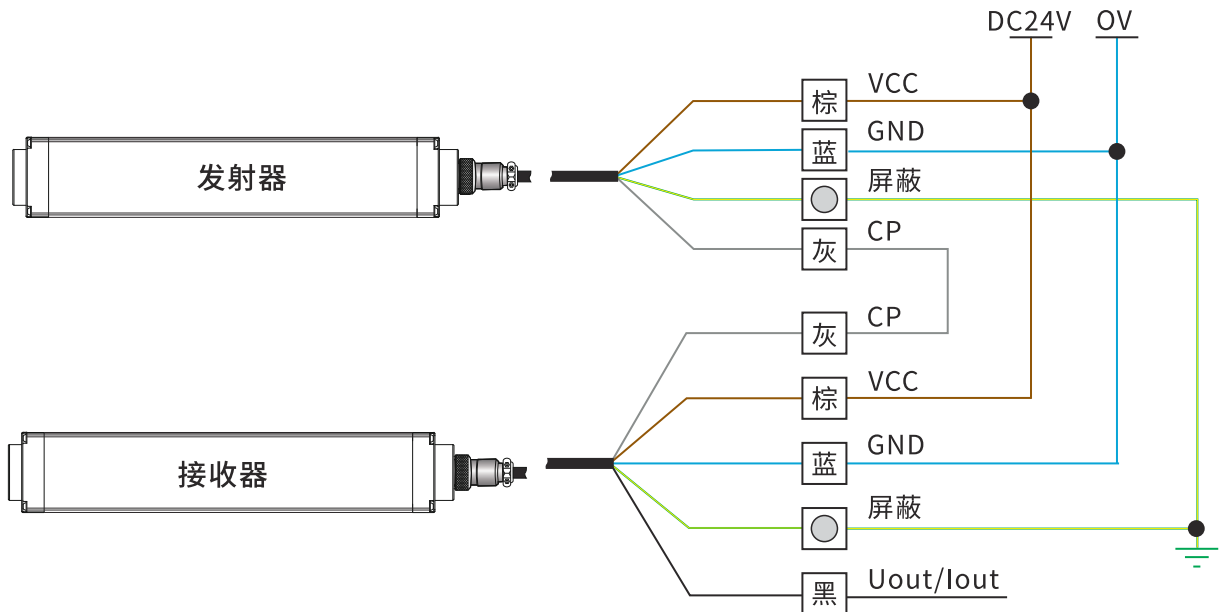 DC24V OV
棕 VCC
蓝 GND
发射器
屏蔽
灰 CP
灰 CP
棕 VCC
蓝 GND
接收器
屏蔽
黑 Uout/Iout